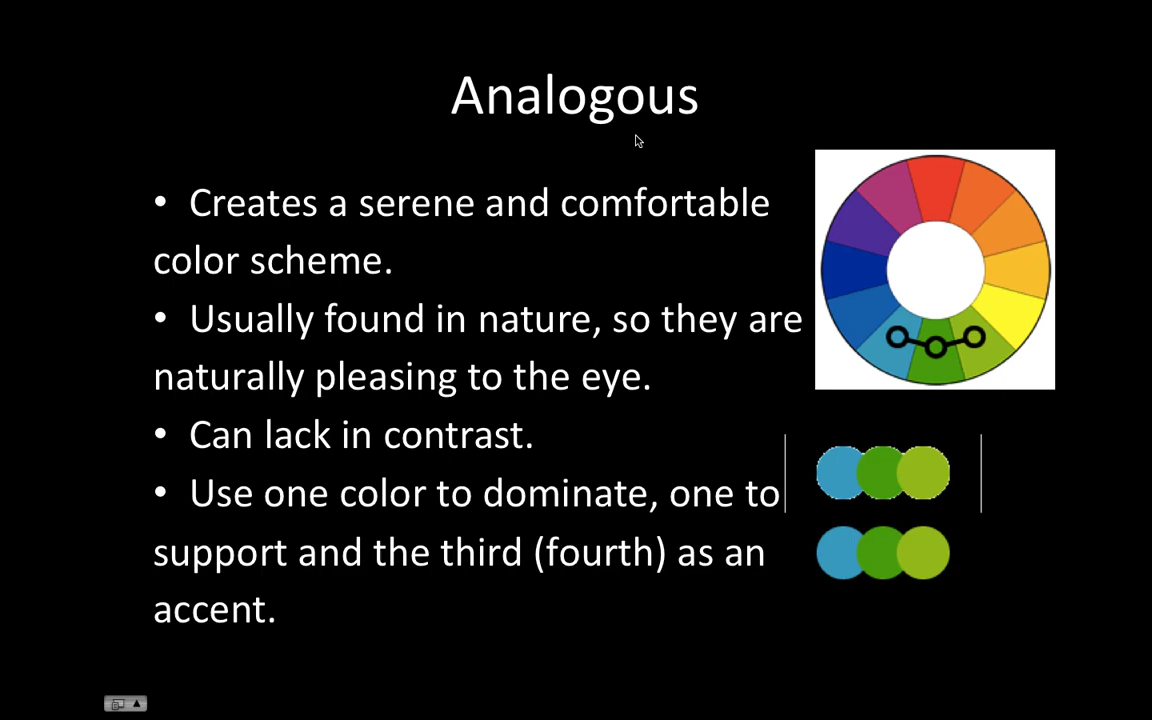 Analogous
• Creates a serene and comfortable
color scheme.
• Usually found in nature, so they are
naturally pleasing to the eye.
• Can lack in contrast.
• Use one color to dominate, one to
support and the third (fourth) as an
accent.